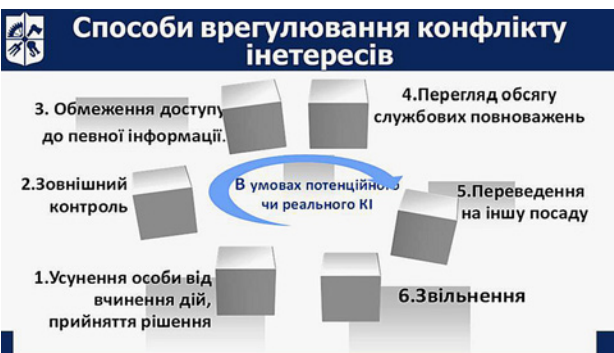 Способи врегулювання конфлікту
інетересів
3. Обмеження доступу
до певної інформації.
4.Перегляд обсягу
службових повноважень
2.Зовнішний
контроль
В умовах потенційного
чи реального КІ
5.Переведення
на іншу посаду
1.Усунення особи від
вчинення дій,
прийняття рішення
6.Звільнення